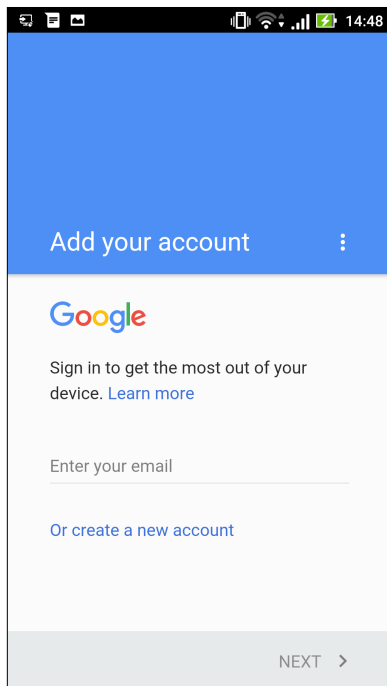 14:48
Add your account
Google
Sign in to get the most out of your
device. Learn more
Enter your email
Or create a new account
NEXT